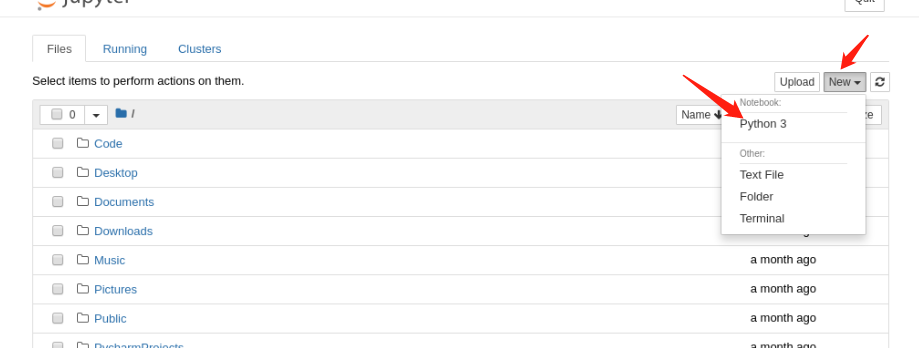 Jupyter
Quit
Files
Running
Clusters
Select items to perform actions on them.
Upload
New
0
/
Name
Notebook:
Python 3
Other:
Text File
Folder
Terminal
Code
Desktop
Documents
Downloads
Music
a month ago
Pictures
a month ago
Public
a month ago
PycharmProjects
a month ago